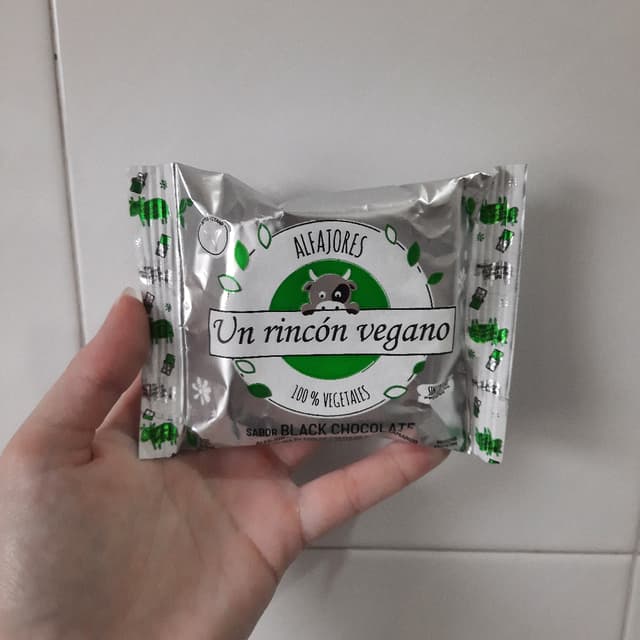 ALFAJORES
Un rincón vegano
100 % VEGETALES
SABOR BLACK CHOCOLATE